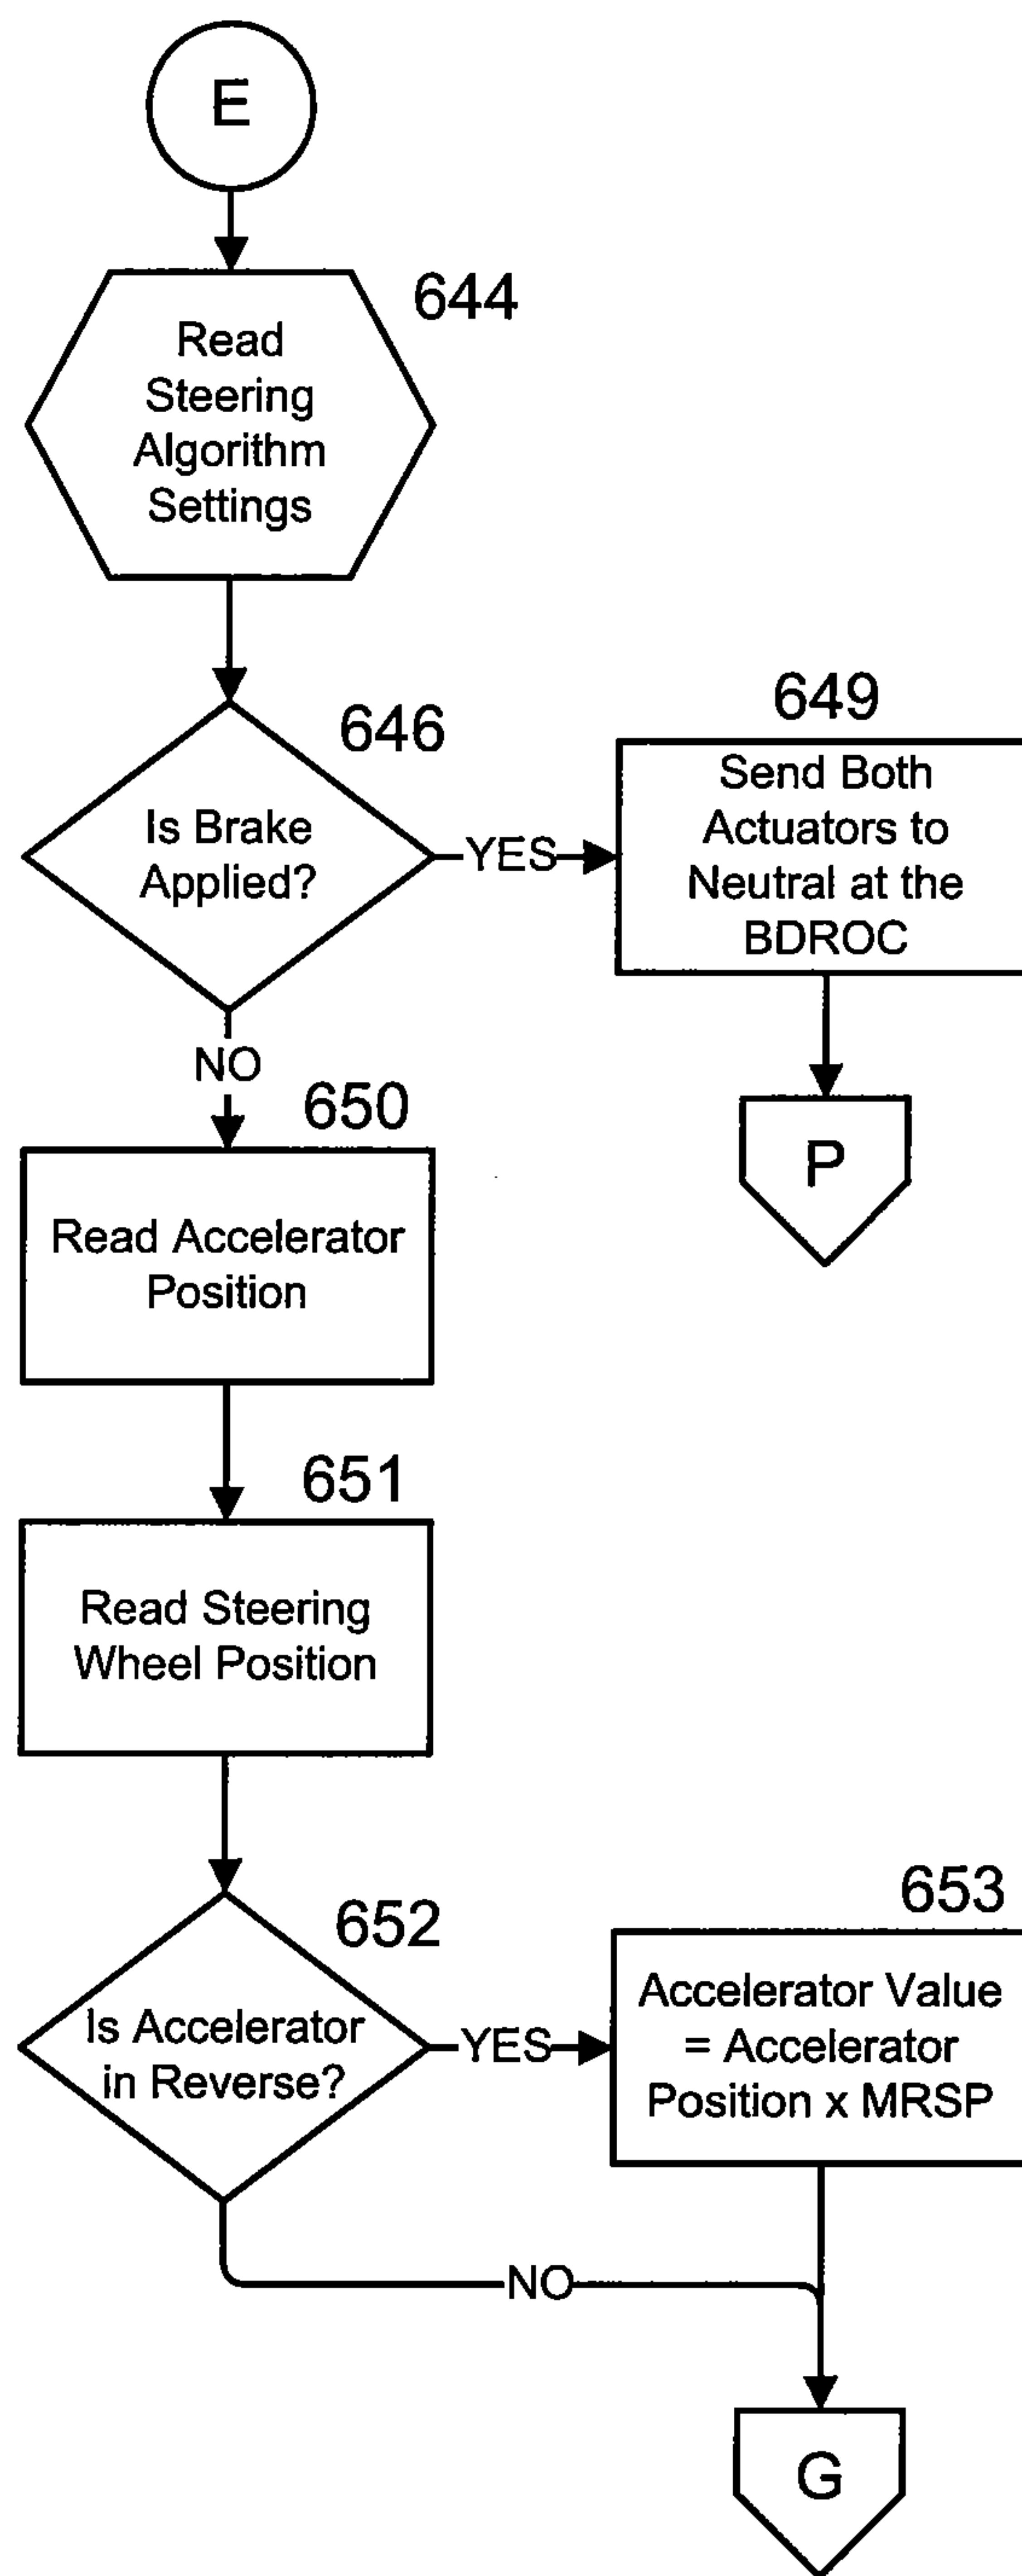 E
644
Read
Steering
Algorithm
Settings
646
Is Brake
Applied?
YES
649
Send Both
Actuators to
Neutral at the
BDROC
P
NO
650
Read Accelerator
Position
651
Read Steering
Wheel Position
652
Is Accelerator
in Reverse?
YES
653
Accelerator Value
= Accelerator
Position x MRSP
NO
G